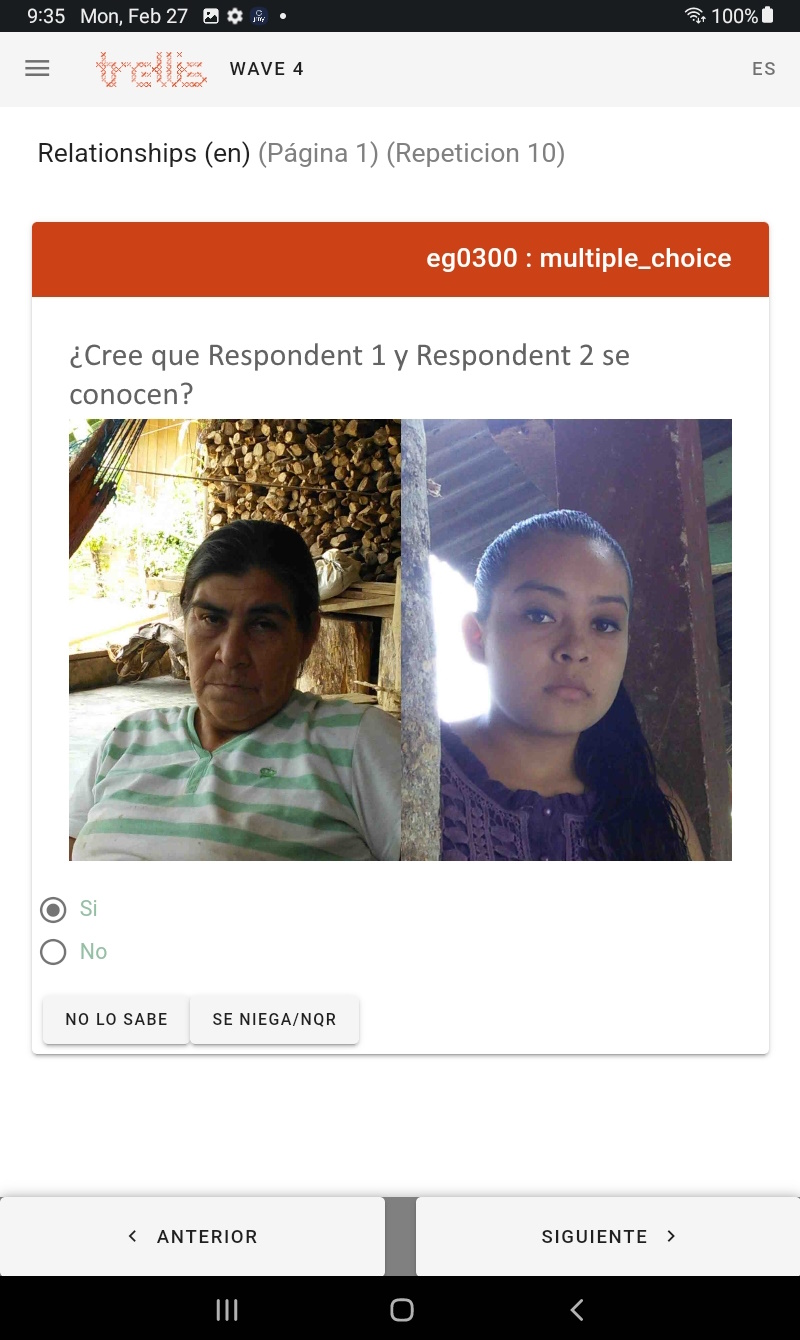 9:35 Mon, Feb 27 100%
trellis WAVE 4 ES
Relationships (en) (Página 1) (Repeticion 10)
eg0300 : multiple_choice
¿Cree que Respondent 1 y Respondent 2 se
conocen?
Si
No
NO LO SABE SE NIEGA/NQR
ANTERIOR SIGUIENTE